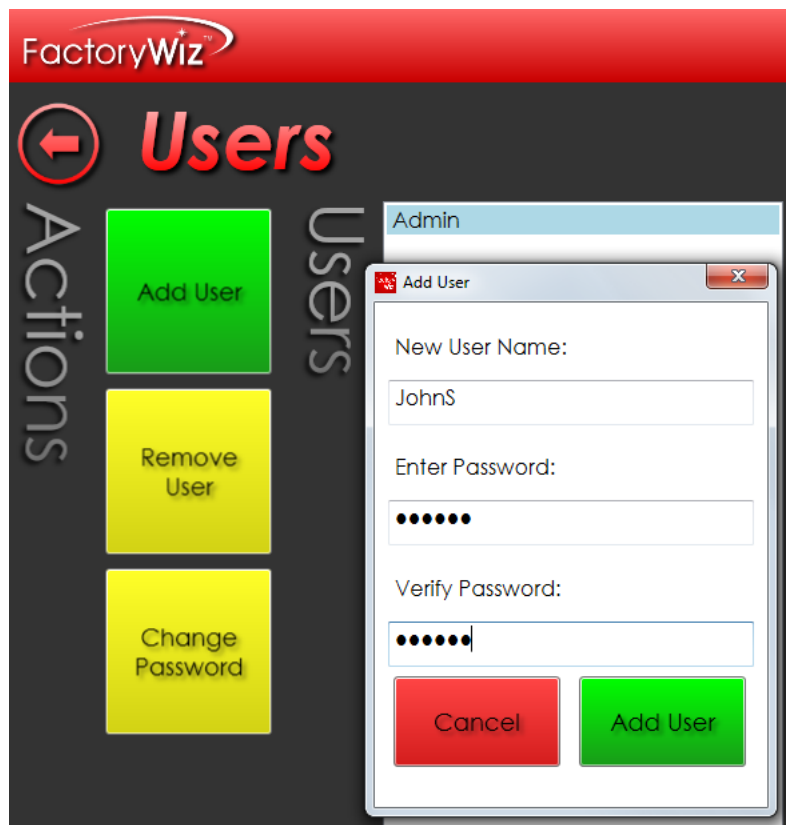 FactoryWiz™
Users
Actions
Add User
Remove
User
Change
Password
Users
Admin
Add User
New User Name:
JohnS
Enter Password:
●●●●●●
Verify Password:
●●●●●●
Cancel
Add User